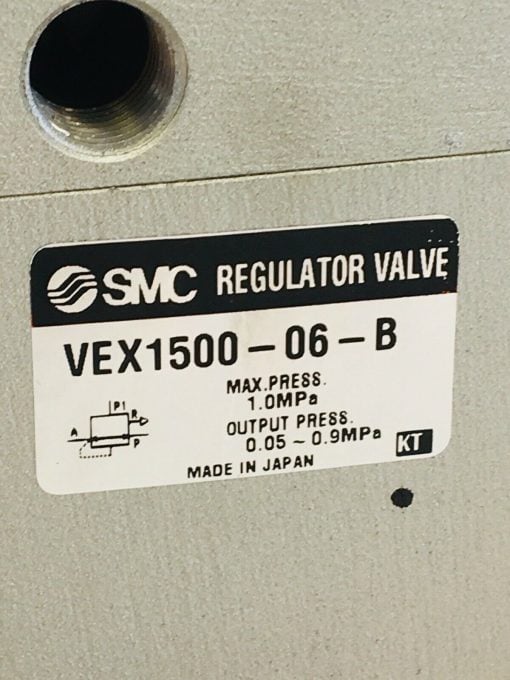 SMC REGULATOR VALVE
VEX1500-06-B
MAX.PRESS.
1.0MPa
OUTPUT PRESS.
0.05 ~ 0.9MPa
KT
P1
R
A
P
MADE IN JAPAN